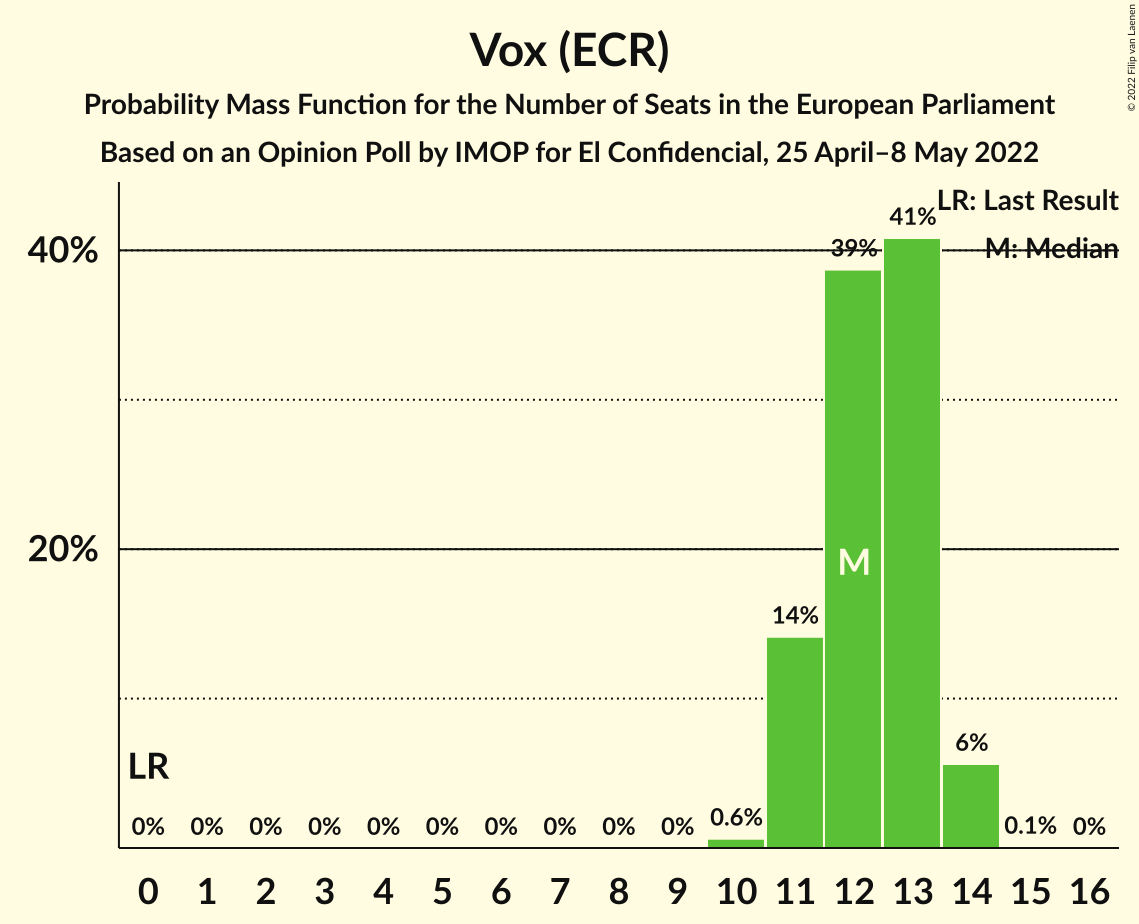 Vox (ECR)
Probability Mass Function for the Number of Seats in the European Parliament
Based on an Opinion Poll by IMOP for El Confidencial, 25 April–8 May 2022
© 2022 Filip van Laenen
LR: Last Result
M: Median
40%
20%
41%
39%
M
14%
6%
LR
0% 0% 0% 0% 0% 0% 0% 0% 0% 0% 0.6% 0.1% 0%
0 1 2 3 4 5 6 7 8 9 10 11 12 13 14 15 16